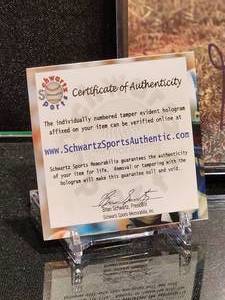 Schwartz
Sports
Certificate of Authenticity
The individually numbered tamper evident hologram
affixed on your item can be verified online at
www.SchwartzSportsAuthentic.com
Schwartz Sports Memorabilia guarantees the authenticity
of your item for life. Removal or tampering with the
hologram will make this guarantee null and void.
Brian Schwartz, President
Schwartz Sports Memorabilia, Inc.